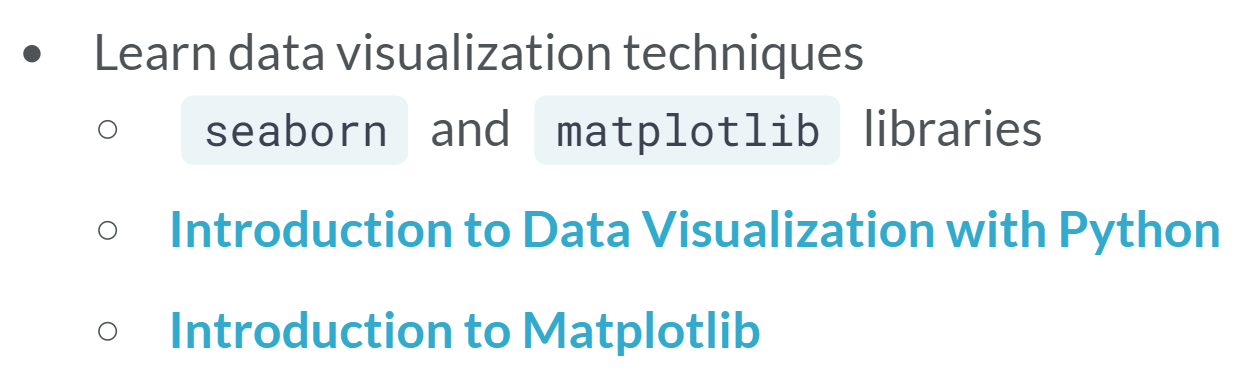 Learn data visualization techniques
seaborn and matplotlib libraries
Introduction to Data Visualization with Python
Introduction to Matplotlib